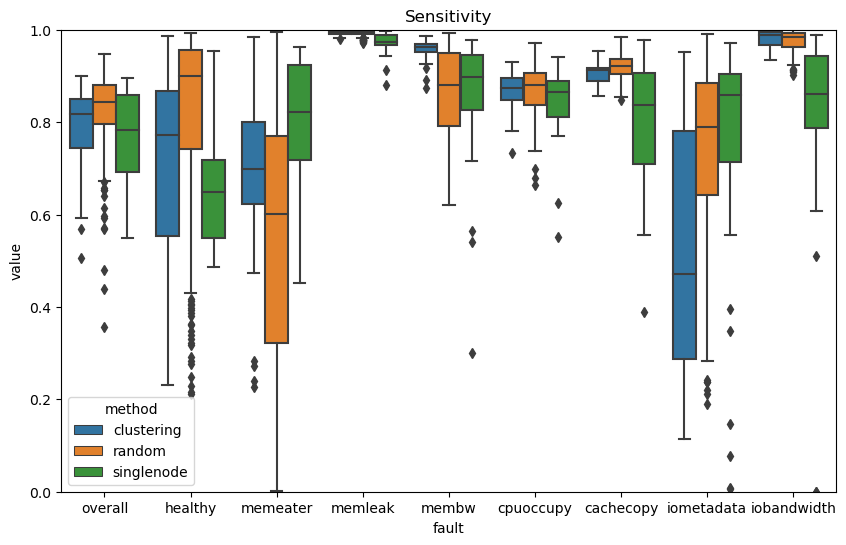 Sensitivity
value
1.0
0.8
0.6
0.4
0.2
0.0
method
clustering
random
singlenode
overall healthy memeater memleak membw cpuoccupy cachecopy iometadata iobandwidth
fault